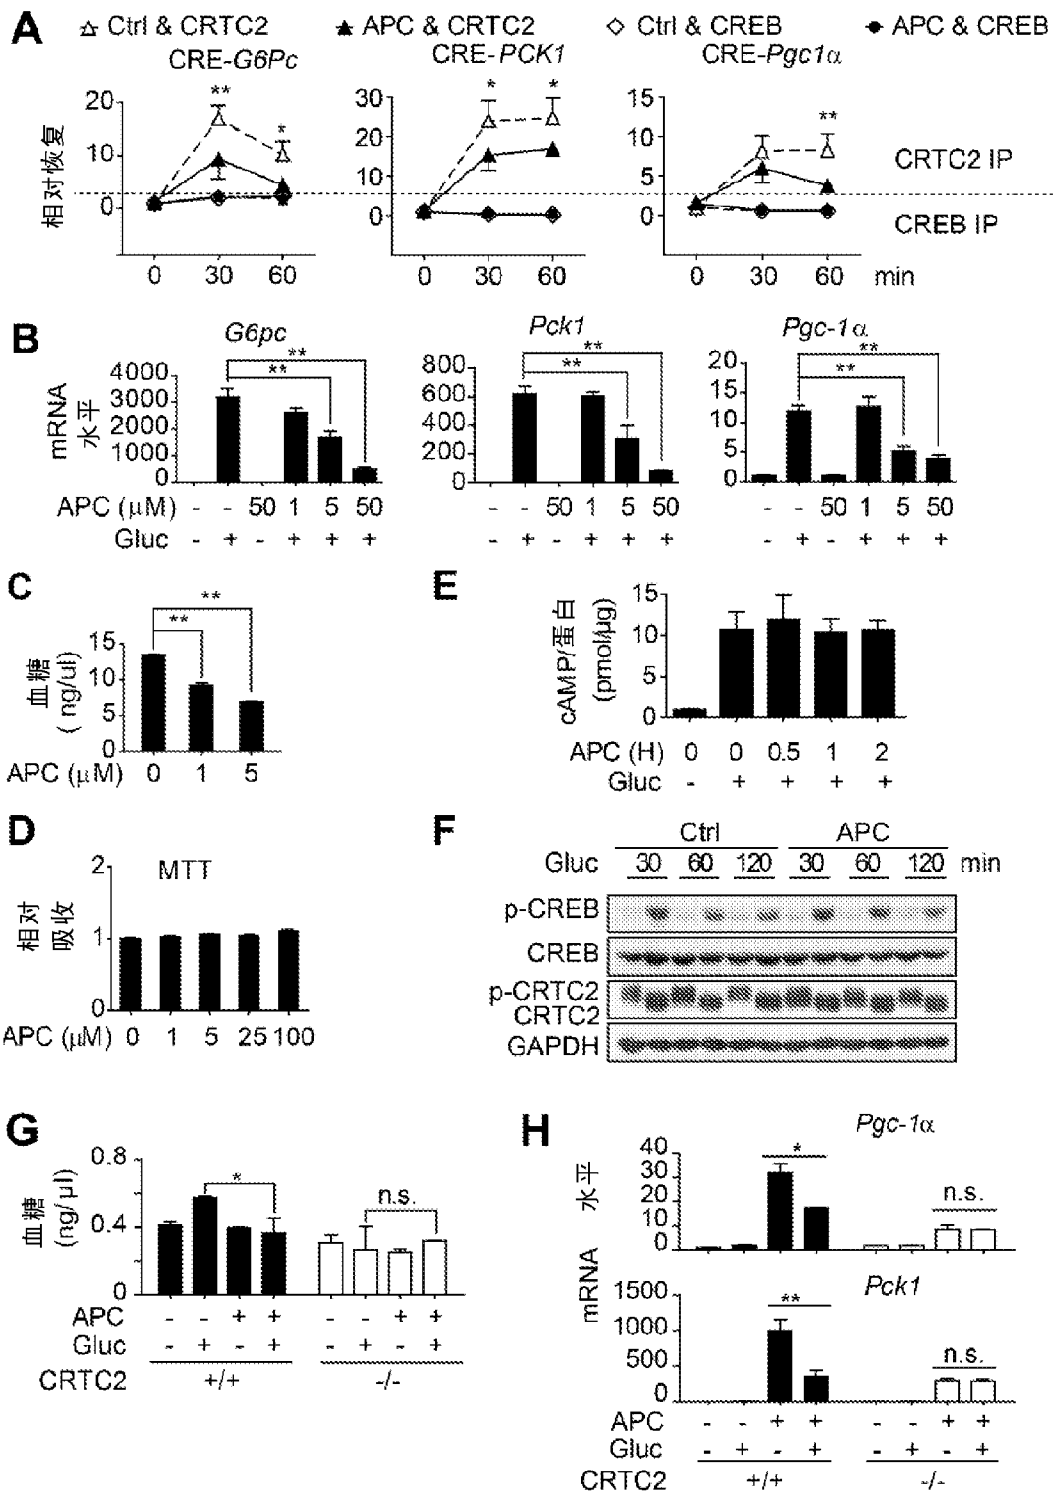 A
Ctrl & CRTC2 APC & CRTC2 Ctrl & CREB APC & CREB
CRE-G6Pc CRE-PCK1 CRE-Pgc1α
相对恢复
20
10
0
** *
0 30 60
30
20
10
0
* *
0 30 60
15
10
5
0
**
0 30 60 min
CRTC2 IP
CREB IP
B
G6pc Pck1 Pgc-1α
mRNA
水平
4000
3000
2000
1000
0
**
**
800
600
400
200
0
**
**
20
15
10
5
0
**
**
APC (μM) - - 50 1 5 50 - - 50 1 5 50 - - 50 1 5 50
Gluc - + - + + + - + - + + + - + - + + +
C
血糖
( ng/ul)
15
10
5
0
**
**
APC (μM) 0 1 5
E
cAMP/蛋白
(pmol/μg)
15
10
5
0
APC (H) 0 0 0.5 1 2
Gluc - + + + +
D
MTT
相对
吸收
2
1
0
APC (μM) 0 1 5 25 100
F
Ctrl APC
Gluc 30 60 120 30 60 120 min
p-CREB
CREB
p-CRTC2
CRTC2
GAPDH
G
血糖
(ng/μl)
0.8
0.4
0
* n.s.
APC - - + + - - + +
Gluc - + - + - + - +
CRTC2 +/+ -/-
H
Pgc-1α
mRNA 水平
40
30
20
10
0
* n.s.
Pck1
1500
1000
500
0
** n.s.
APC - - + + - - + +
Gluc - + - + - + - +
CRTC2 +/+ -/-